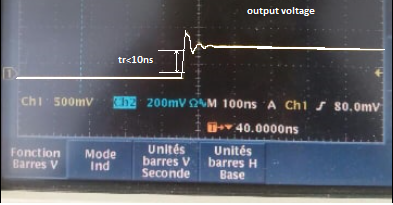 output voltage
tr<10ns
1
Ch1 500mV Ch2 200mV Ω M 100ns A Ch1 80.0mV
T 40.0000ns
Fonction Barres V
Mode Ind
Unités barres V Seconde
Unités barres H Base